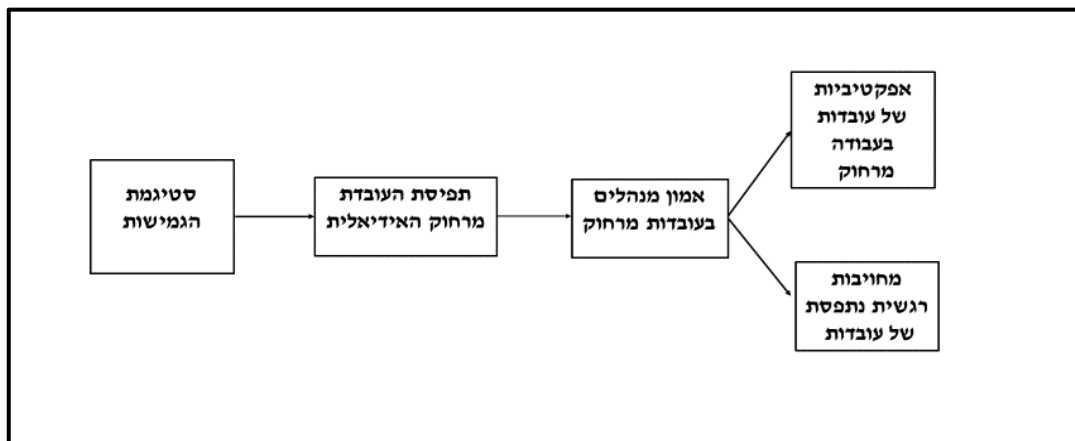 סטיגמת
הגמישות
תפיסת העובדת
מרחוק האידיאלית
אמון מנהלים
בעובדות מרחוק
אפקטיביות
של עובדות
בעבודה
מרחוק
מחויבות
רגשית נתפסת
של עובדות